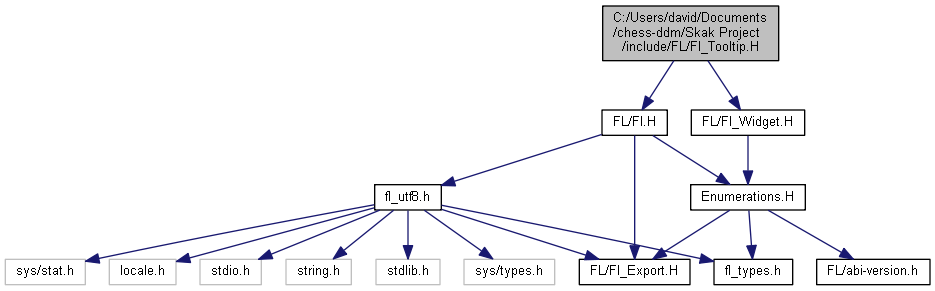 C:/Users/david/Documents
/chess-ddm/Skak Project
/include/FL/Fl_Tooltip.H
FL/Fl.H
FL/Fl_Widget.H
fl_utf8.h
Enumerations.H
sys/stat.h
locale.h
stdio.h
string.h
stdlib.h
sys/types.h
FL/Fl_Export.H
fl_types.h
FL/abi-version.h